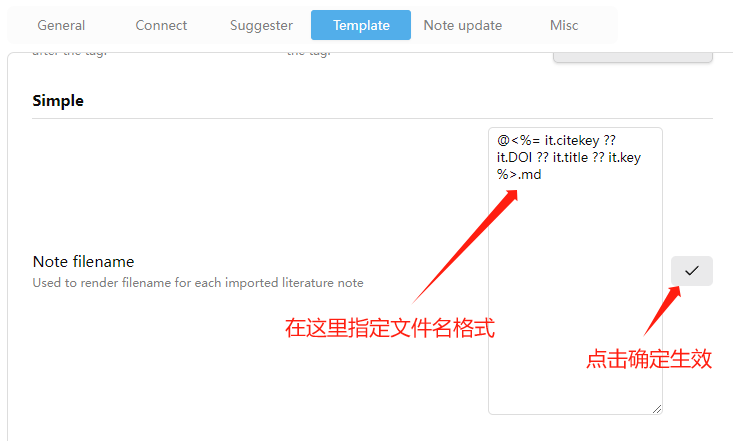 General Connect Suggester Template Note update Misc
after the tag. the tag.
Simple
@<%= it.citekey ??
it.DOI ?? it.title ?? it.key
%>.md
Note filename
Used to render filename for each imported literature note
在这里指定文件名格式
点击确定生效